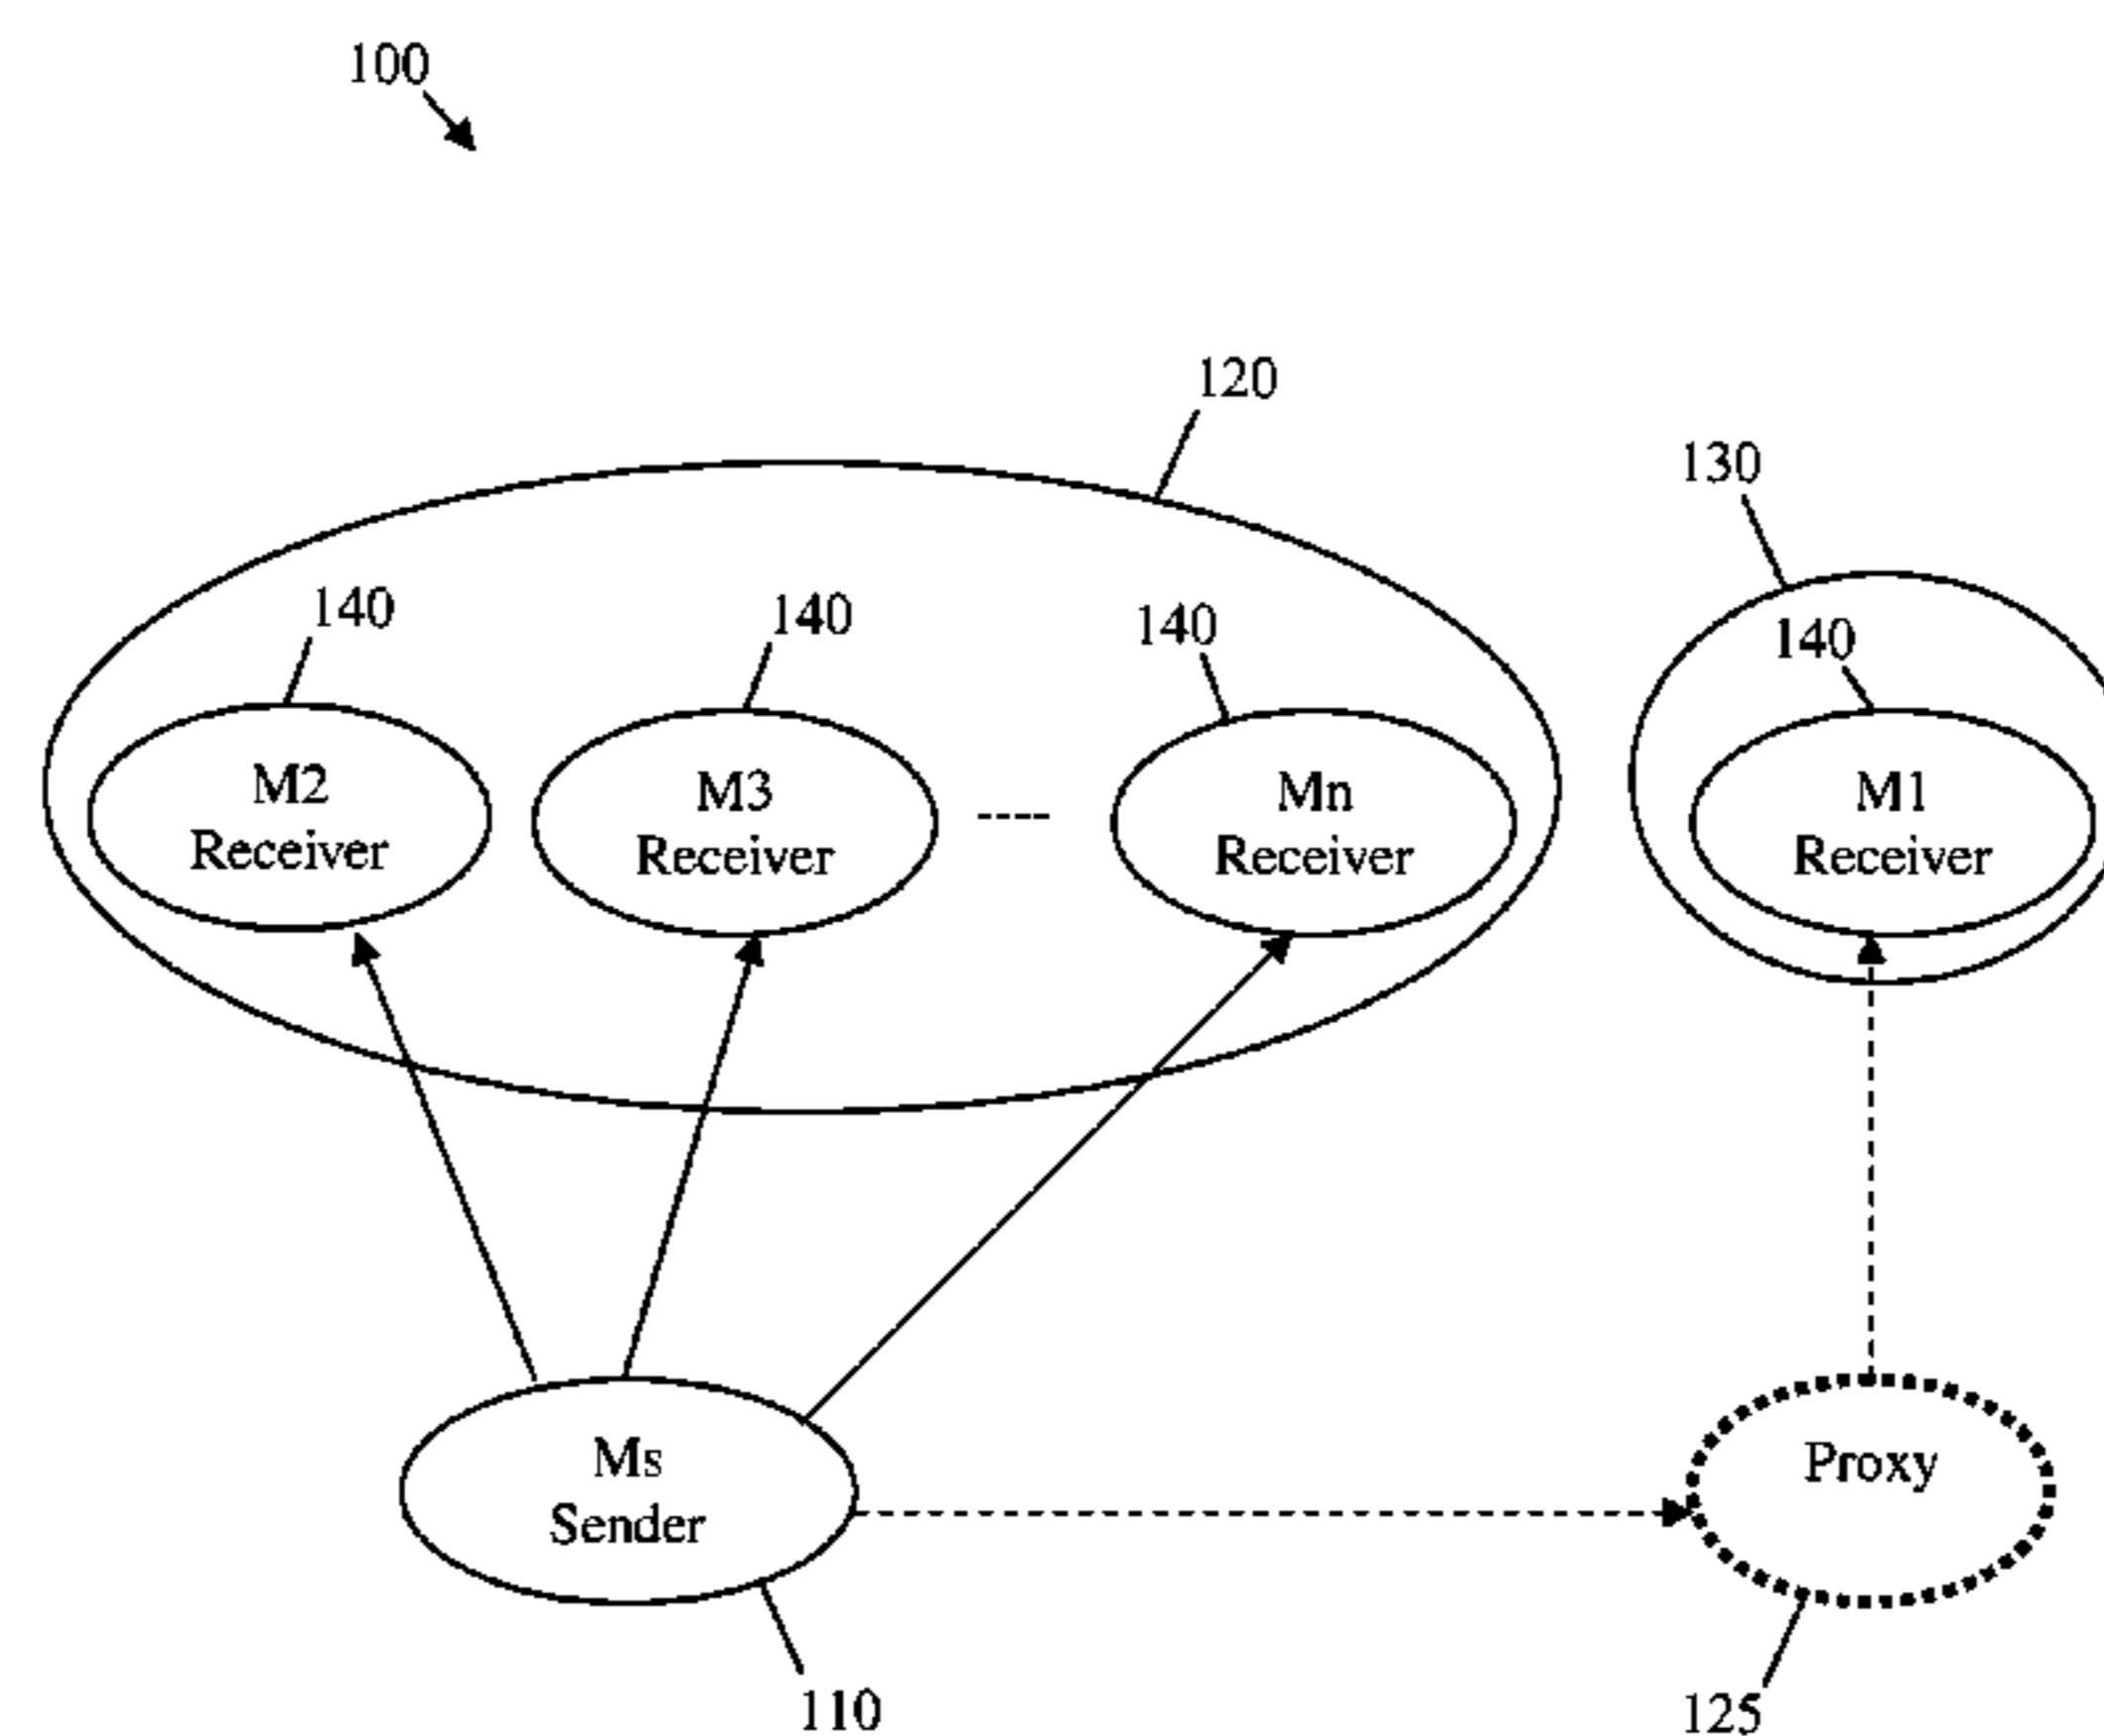 100
120
130
140
140
140
140
M2
Receiver
M3
Receiver
----
Mn
Receiver
M1
Receiver
Ms
Sender
Proxy
110
125